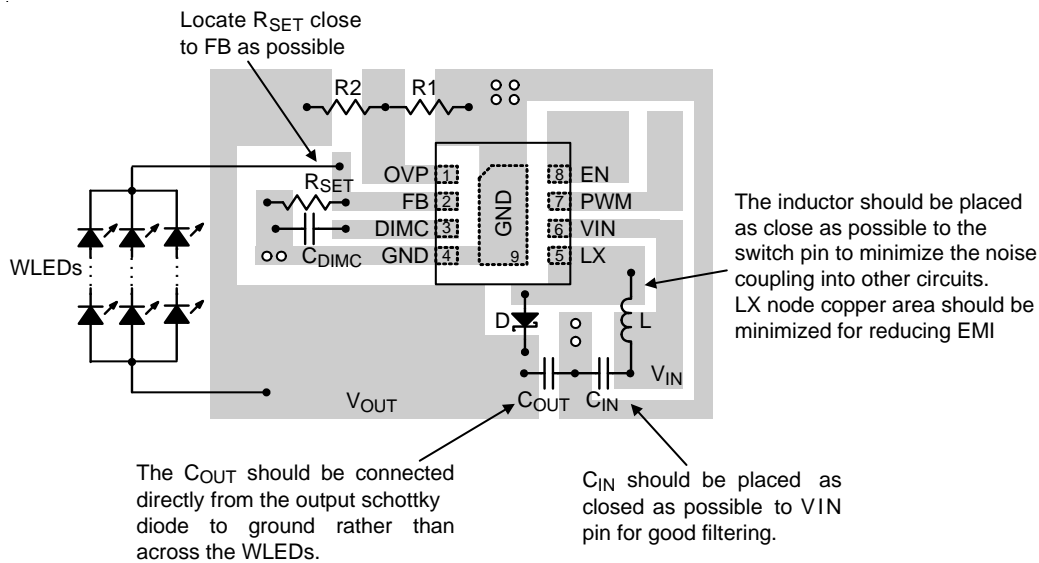 Locate RSET close
to FB as possible
R2
R1
OVP 1
8 EN
RSET
FB 2
7 PWM
GND
DIMC 3
6 VIN
CDIMC
GND 4
9
5 LX
WLEDs
The inductor should be placed
as close as possible to the
switch pin to minimize the noise
coupling into other circuits.
LX node copper area should be
minimized for reducing EMI
D
L
VIN
VOUT
COUT
CIN
The COUT should be connected
directly from the output schottky
diode to ground rather than
across the WLEDs.
CIN should be placed as
closed as possible to VIN
pin for good filtering.